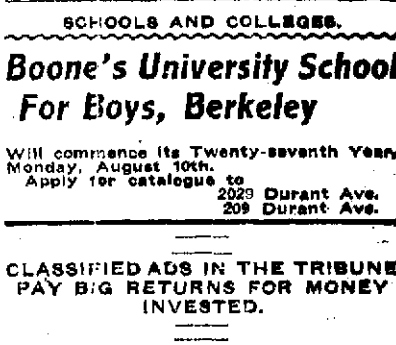 SCHOOLS AND COLLEGES.
Boone's University School
For Boys, Berkeley
Will commence its Twenty-seventh Year,
Monday, August 10th.
Apply for catalogue to
2029 Durant Ave.
209 Durant Ave.
CLASSIFIED ADS IN THE TRIBUNE
PAY BIG RETURNS FOR MONEY
INVESTED.